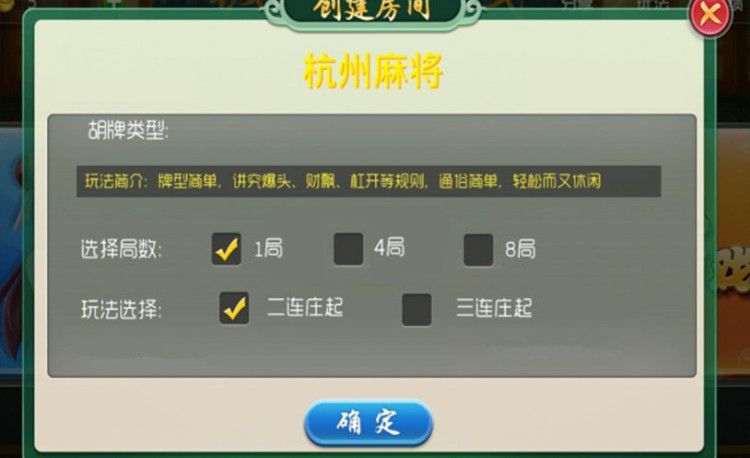 创建房间
杭州麻将
胡牌类型:
玩法简介: 牌型简单, 讲究爆头、财飘、杠开等规则, 通俗简单, 轻松而又休闲
选择局数: 1局 4局 8局
玩法选择: 二连庄起 三连庄起
确定